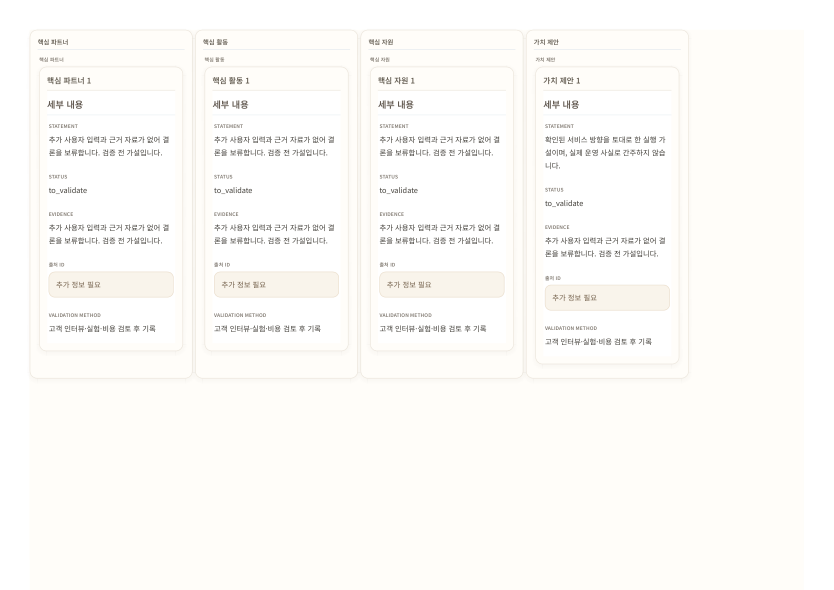 핵심 파트너
핵심 파트너
핵심 파트너 1
세부 내용
STATEMENT
추가 사용자 입력과 근거 자료가 없어 결
론을 보류합니다. 검증 전 가설입니다.
STATUS
to_validate
EVIDENCE
추가 사용자 입력과 근거 자료가 없어 결
론을 보류합니다. 검증 전 가설입니다.
출처 ID
추가 정보 필요
VALIDATION METHOD
고객 인터뷰·실험·비용 검토 후 기록
핵심 활동
핵심 활동
핵심 활동 1
세부 내용
STATEMENT
추가 사용자 입력과 근거 자료가 없어 결
론을 보류합니다. 검증 전 가설입니다.
STATUS
to_validate
EVIDENCE
추가 사용자 입력과 근거 자료가 없어 결
론을 보류합니다. 검증 전 가설입니다.
출처 ID
추가 정보 필요
VALIDATION METHOD
고객 인터뷰·실험·비용 검토 후 기록
핵심 자원
핵심 자원
핵심 자원 1
세부 내용
STATEMENT
추가 사용자 입력과 근거 자료가 없어 결
론을 보류합니다. 검증 전 가설입니다.
STATUS
to_validate
EVIDENCE
추가 사용자 입력과 근거 자료가 없어 결
론을 보류합니다. 검증 전 가설입니다.
출처 ID
추가 정보 필요
VALIDATION METHOD
고객 인터뷰·실험·비용 검토 후 기록
가치 제안
가치 제안
가치 제안 1
세부 내용
STATEMENT
확인된 서비스 방향을 토대로 한 실행 가
설이며, 실제 운영 사실로 간주하지 않습
니다.
STATUS
to_validate
EVIDENCE
추가 사용자 입력과 근거 자료가 없어 결
론을 보류합니다. 검증 전 가설입니다.
출처 ID
추가 정보 필요
VALIDATION METHOD
고객 인터뷰·실험·비용 검토 후 기록